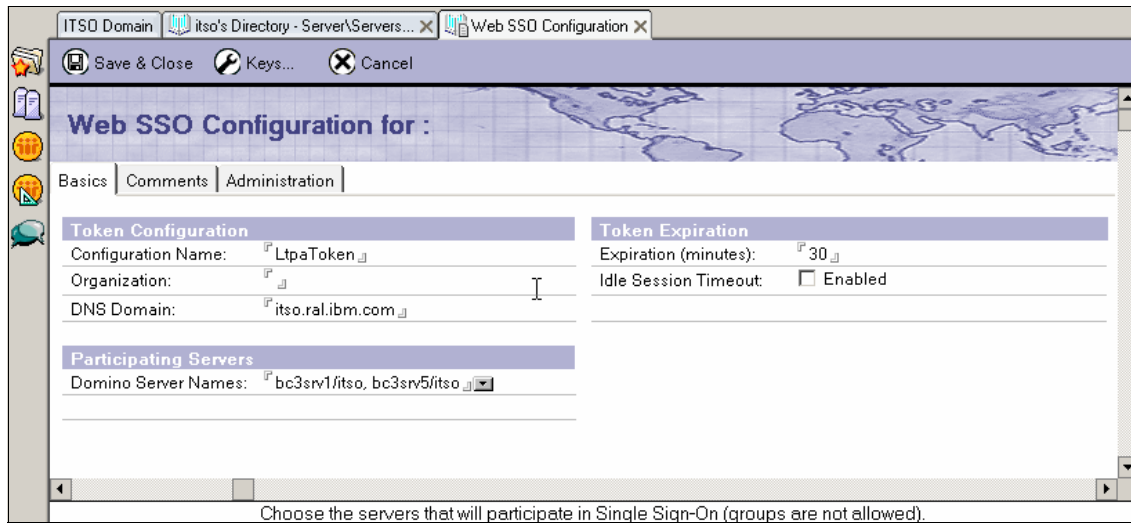 ITSO Domain itso's Directory - Server\Servers... Web SSO Configuration
Save & Close Keys... Cancel
Web SSO Configuration for :
Basics Comments Administration
Token Configuration
Configuration Name: LtpaToken
Organization:
DNS Domain: itso.ral.ibm.com
Participating Servers
Domino Server Names: bc3srv1/itso, bc3srv5/itso
Token Expiration
Expiration (minutes): 30
Idle Session Timeout: Enabled
Choose the servers that will participate in Single Sign-On (groups are not allowed).